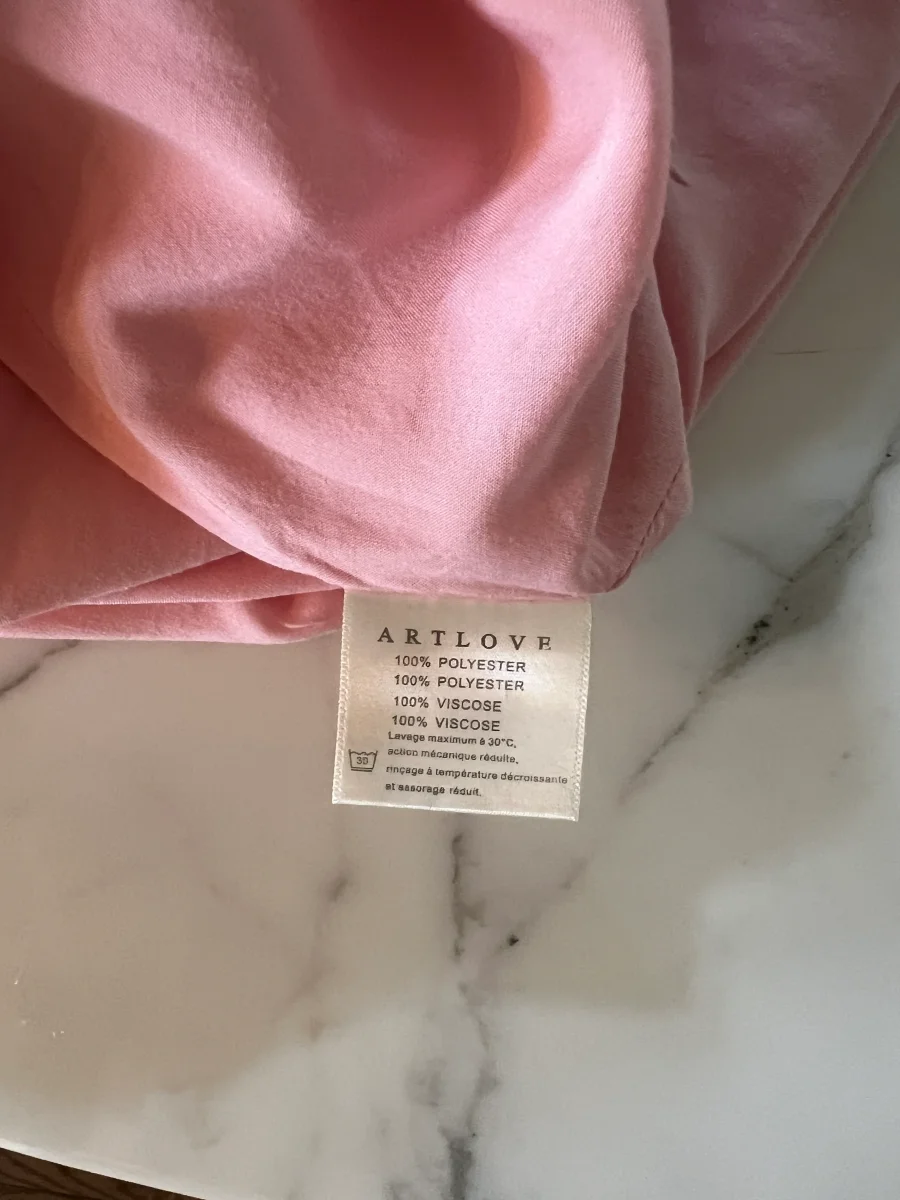 ARTLOVE
100% POLYESTER
100% POLYESTER
100% VISCOSE
100% VISCOSE
Lavage maximum à 30°C,
30
action mécanique réduite,
rinçage à température décroissante
et assorage réduit.